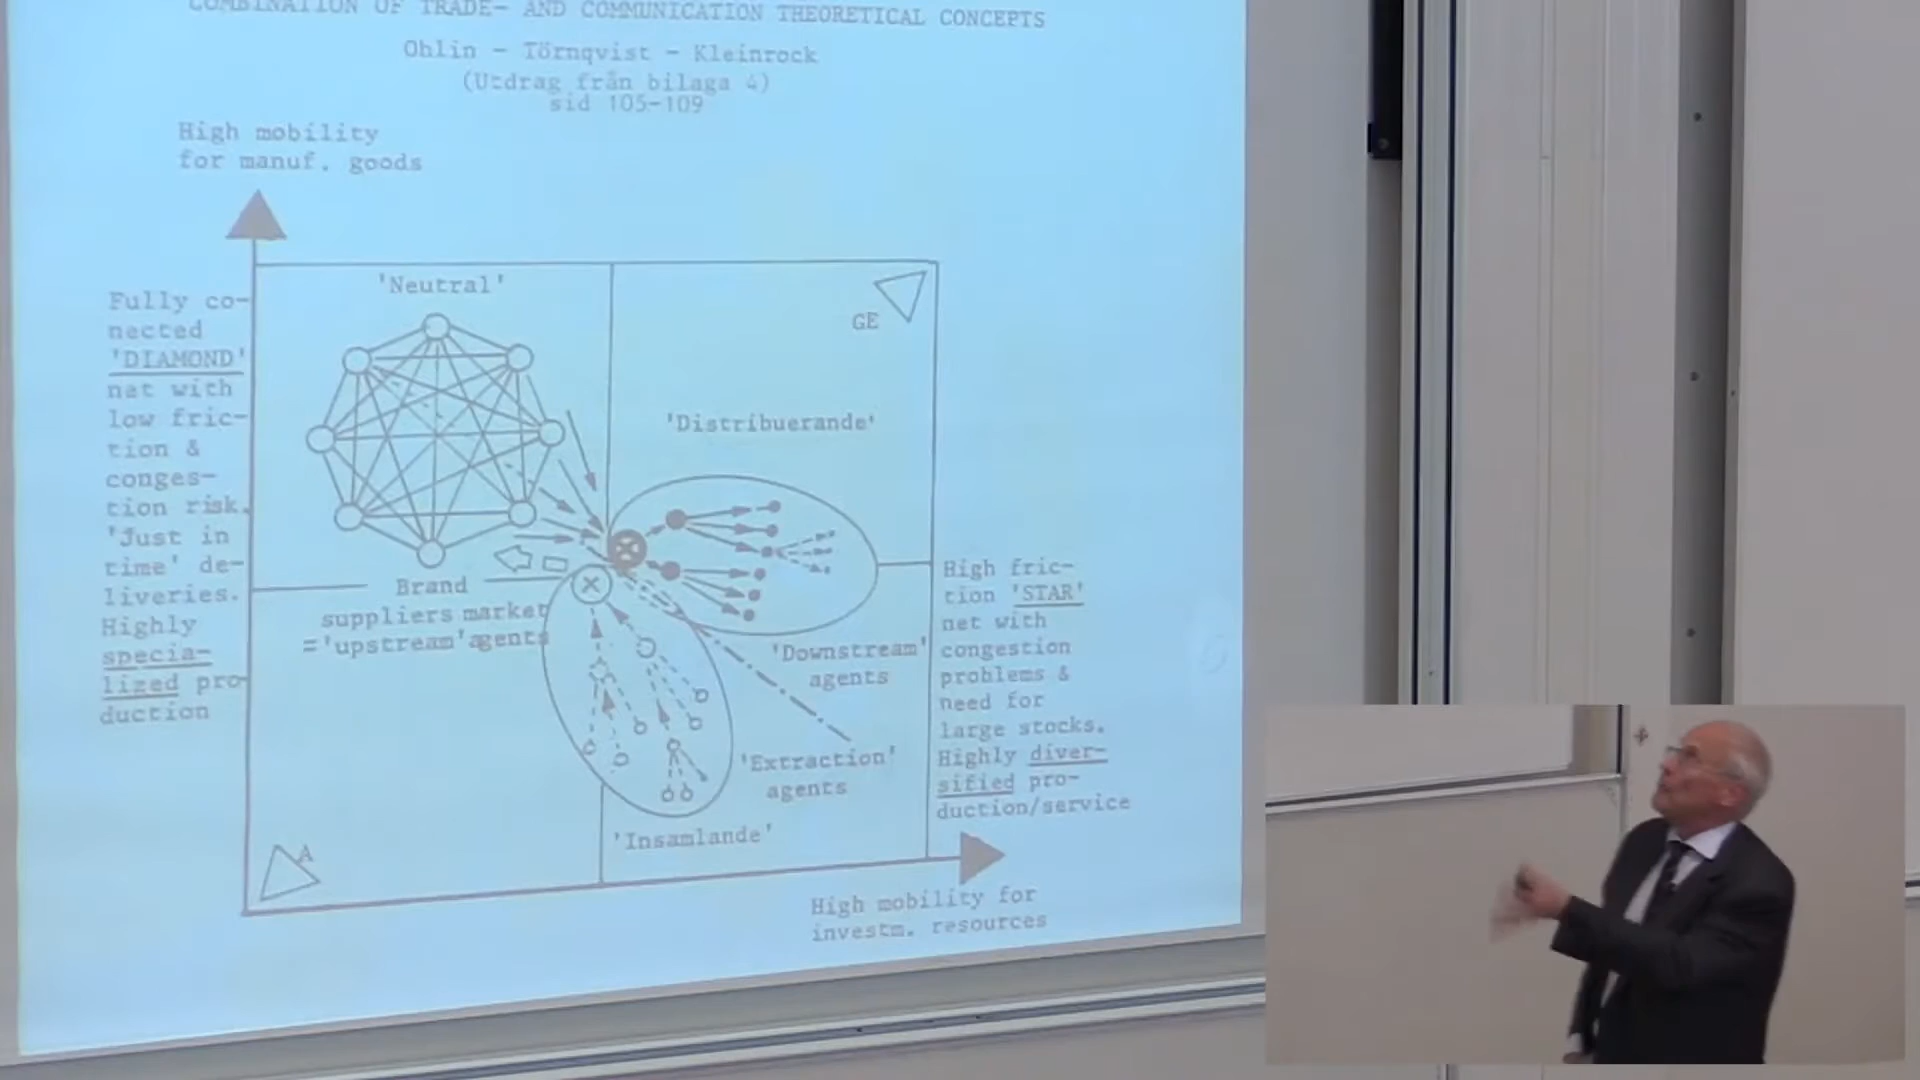 COMBINATION OF TRADE- AND COMMUNICATION THEORETICAL CONCEPTS
Ohlin - Törnqvist - Kleinrock
(Utdrag från bilaga 4)
sid 105-109
High mobility
for manuf. goods
Fully co-
nected
'DIAMOND'
net with
low fric-
tion &
conges-
tion risk.
'Just in
time' de-
liveries.
Highly
specia-
lized pro-
duction
'Neutral'
GE
'Distribuerande'
Brand
suppliers market
='upstream'agents
'Downstream'
agents
'Extraction'
agents
'Insamlande'
A
High fric-
tion 'STAR'
net with
congestion
problems &
need for
large stocks.
Highly diver-
sified pro-
duction/service
High mobility for
investm. resources